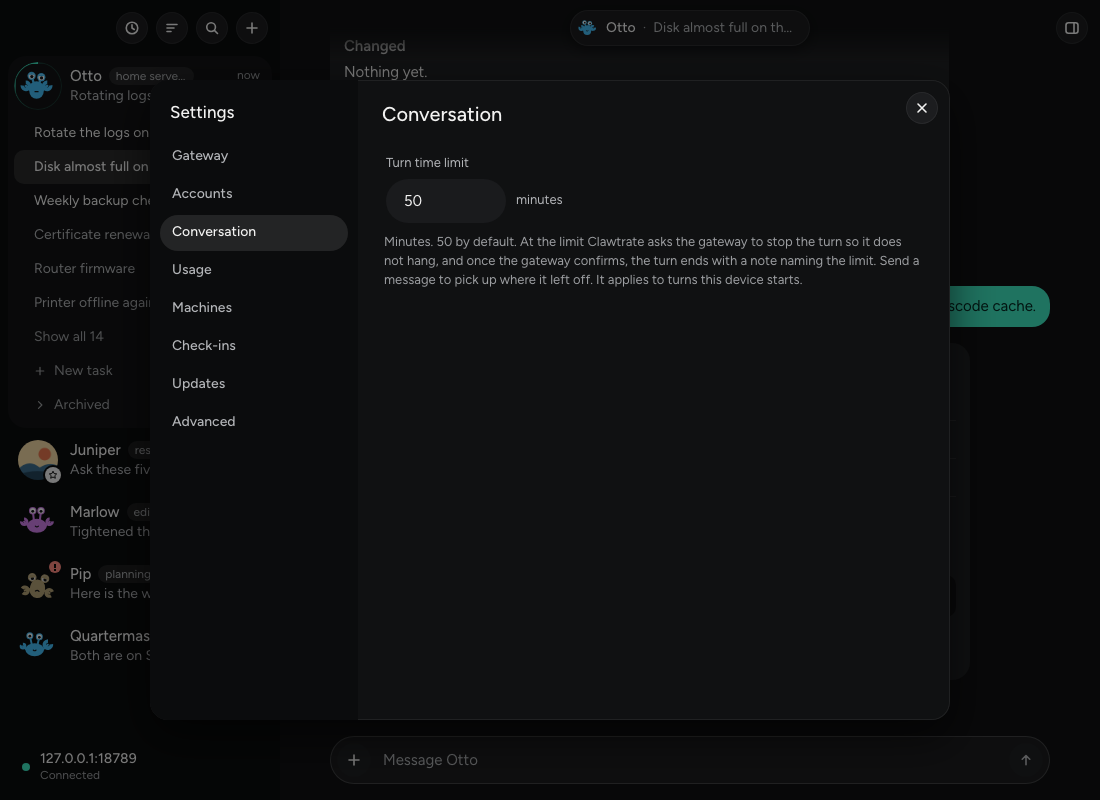 Otto · Disk almost full on th...
Changed
Nothing yet.
Otto home serve... now
Rotating logs
Rotate the logs on
Disk almost full on
Weekly backup che
Certificate renewa
Router firmware
Printer offline agai
Show all 14
New task
Archived
Juniper res
Ask these fiv
Marlow edi
Tightened th
Pip planning
Here is the w
Quartermas
Both are on S
127.0.0.1:18789
Connected
Settings
Gateway
Accounts
Conversation
Usage
Machines
Check-ins
Updates
Advanced
Conversation
Turn time limit
50 minutes
Minutes. 50 by default. At the limit Clawtrate asks the gateway to stop the turn so it does
not hang, and once the gateway confirms, the turn ends with a note naming the limit. Send a
message to pick up where it left off. It applies to turns this device starts.
scode cache.
Message Otto